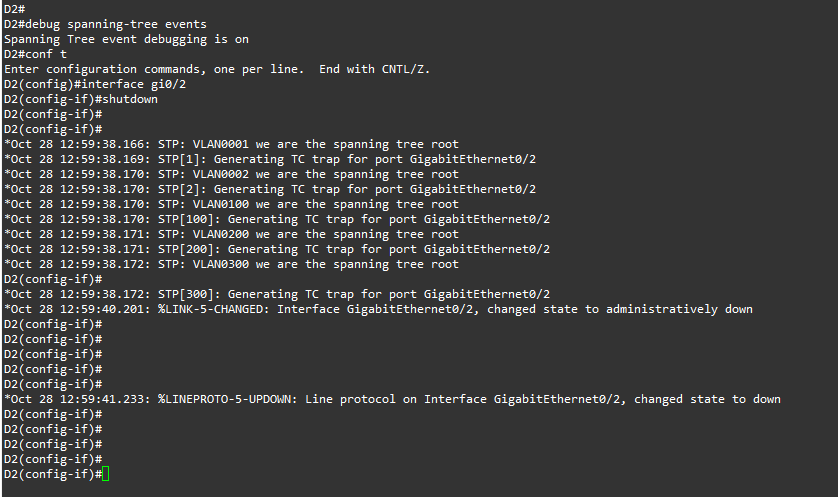 D2#
D2#debug spanning-tree events
Spanning Tree event debugging is on
D2#conf t
Enter configuration commands, one per line.  End with CNTL/Z.
D2(config)#interface gi0/2
D2(config-if)#shutdown
D2(config-if)#
D2(config-if)#
*Oct 28 12:59:38.166: STP: VLAN0001 we are the spanning tree root
*Oct 28 12:59:38.169: STP[1]: Generating TC trap for port GigabitEthernet0/2
*Oct 28 12:59:38.170: STP: VLAN0002 we are the spanning tree root
*Oct 28 12:59:38.170: STP[2]: Generating TC trap for port GigabitEthernet0/2
*Oct 28 12:59:38.170: STP: VLAN0100 we are the spanning tree root
*Oct 28 12:59:38.170: STP[100]: Generating TC trap for port GigabitEthernet0/2
*Oct 28 12:59:38.171: STP: VLAN0200 we are the spanning tree root
*Oct 28 12:59:38.171: STP[200]: Generating TC trap for port GigabitEthernet0/2
*Oct 28 12:59:38.172: STP: VLAN0300 we are the spanning tree root
D2(config-if)#
*Oct 28 12:59:38.172: STP[300]: Generating TC trap for port GigabitEthernet0/2
*Oct 28 12:59:40.201: %LINK-5-CHANGED: Interface GigabitEthernet0/2, changed state to administratively down
D2(config-if)#
D2(config-if)#
D2(config-if)#
D2(config-if)#
D2(config-if)#
*Oct 28 12:59:41.233: %LINEPROTO-5-UPDOWN: Line protocol on Interface GigabitEthernet0/2, changed state to down
D2(config-if)#
D2(config-if)#
D2(config-if)#
D2(config-if)#
D2(config-if)#